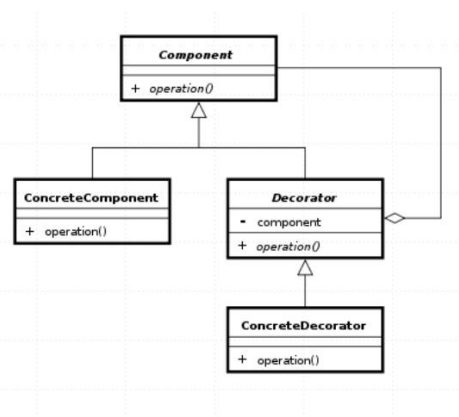 Component
+ operation()
ConcreteComponent
+ operation()
Decorator
- component
+ operation()
ConcreteDecorator
+ operation()